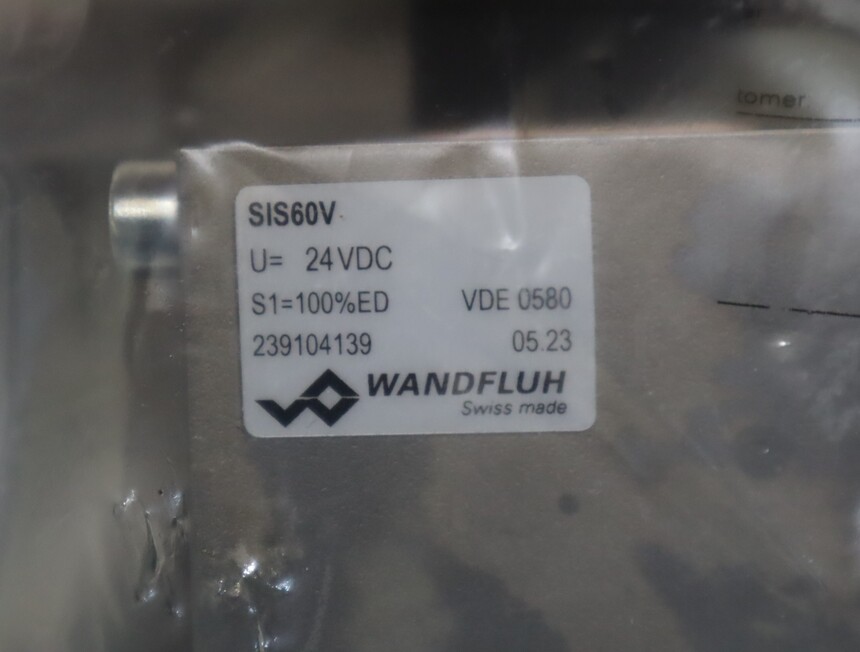 tomer
SIS60V
U= 24VDC
S1=100%ED VDE 0580
239104139 05.23
WANDFLUH
Swiss made